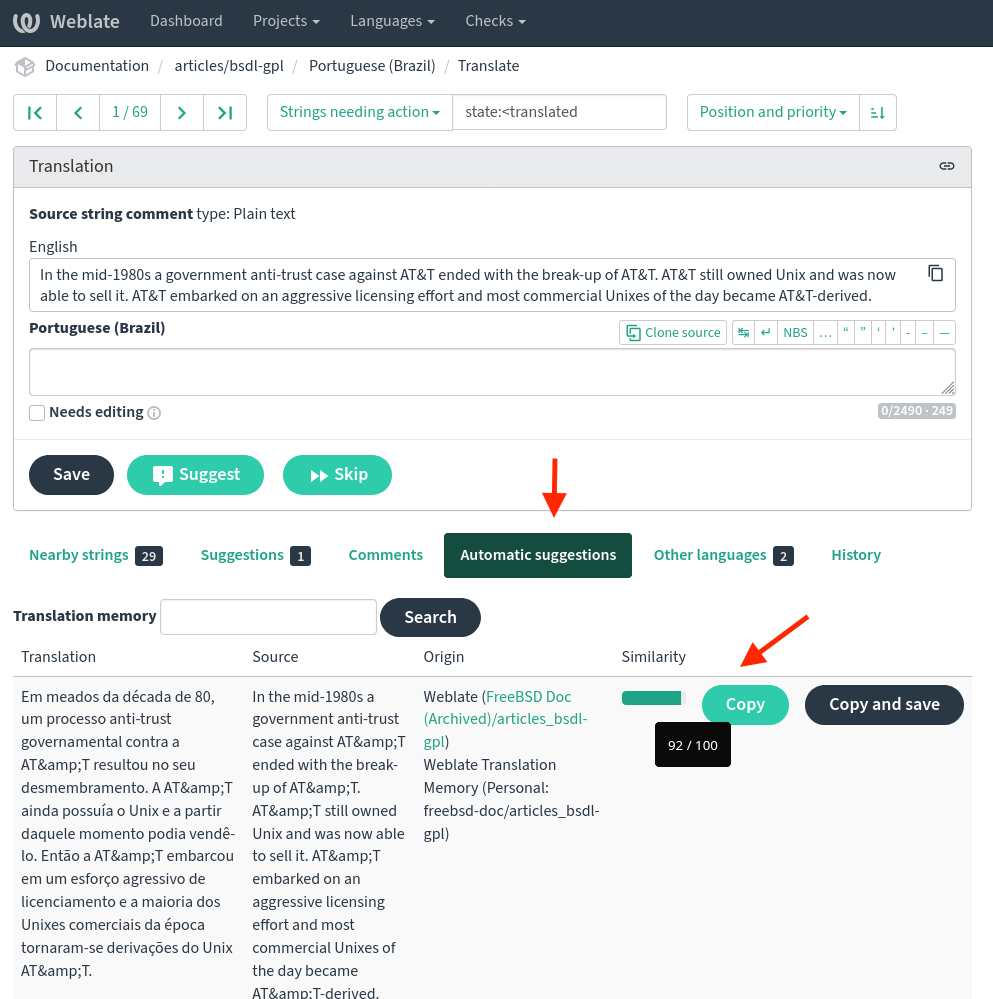 Weblate Dashboard Projects Languages Checks
Documentation / articles/bsdl-gpl / Portuguese (Brazil) / Translate
1 / 69 Strings needing action state:<translated Position and priority
Translation
Source string comment type: Plain text
English
In the mid-1980s a government anti-trust case against AT&T ended with the break-up of AT&T. AT&T still owned Unix and was now
able to sell it. AT&T embarked on an aggressive licensing effort and most commercial Unixes of the day became AT&T-derived.
Portuguese (Brazil) Clone source ↹ ↵ NBS … “ ” ‘ ’ - – —
Needs editing
0/2490 · 249
Save Suggest Skip
Nearby strings 29 Suggestions 1 Comments Automatic suggestions Other languages 2 History
Translation memory Search
Translation Source Origin Similarity
Em meados da década de 80,
um processo anti-trust
governamental contra a
AT&amp;T resultou no seu
desmembramento. A AT&amp;T
ainda possuía o Unix e a partir
daquele momento podia vendê-
lo. Então a AT&amp;T embarcou
em um esforço agressivo de
licenciamento e a maioria dos
Unixes comerciais da época
tornaram-se derivações do Unix
AT&amp;T.
In the mid-1980s a
government anti-trust
case against AT&amp;T
ended with the break-
up of AT&amp;T.
AT&amp;T still owned
Unix and was now able
to sell it. AT&amp;T
embarked on an
aggressive licensing
effort and most
commercial Unixes of
the day became
AT&amp;T-derived.
Weblate (FreeBSD Doc
(Archived)/articles_bsdl-
gpl)
Weblate Translation
Memory (Personal:
freebsd-doc/articles_bsdl-
gpl)
Copy Copy and save
92 / 100